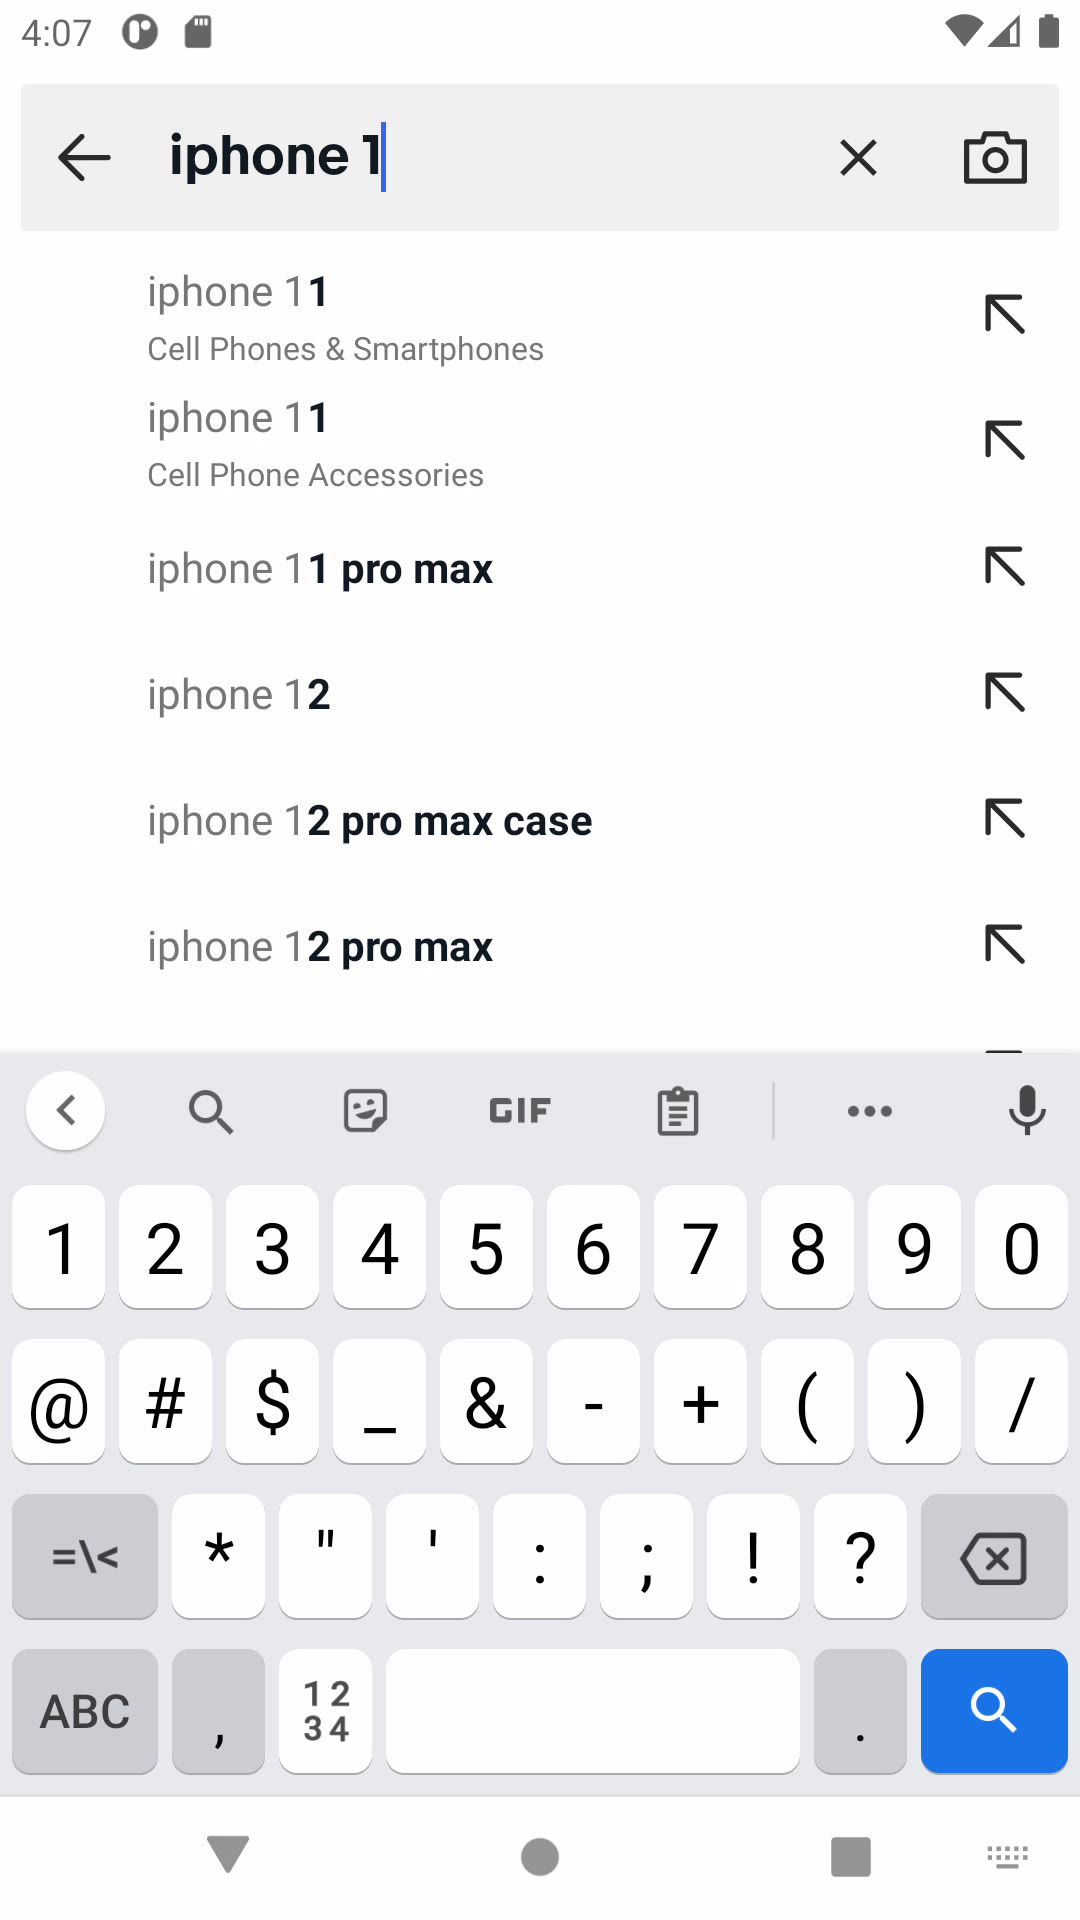 4:07
iphone 1
iphone 11
Cell Phones & Smartphones
iphone 11
Cell Phone Accessories
iphone 11 pro max
iphone 12
iphone 12 pro max case
iphone 12 pro max
GIF
1 2 3 4 5 6 7 8 9 0
@ # $ _ & - + ( ) /
=\< * " ' : ; ! ?
ABC , 12 34 .